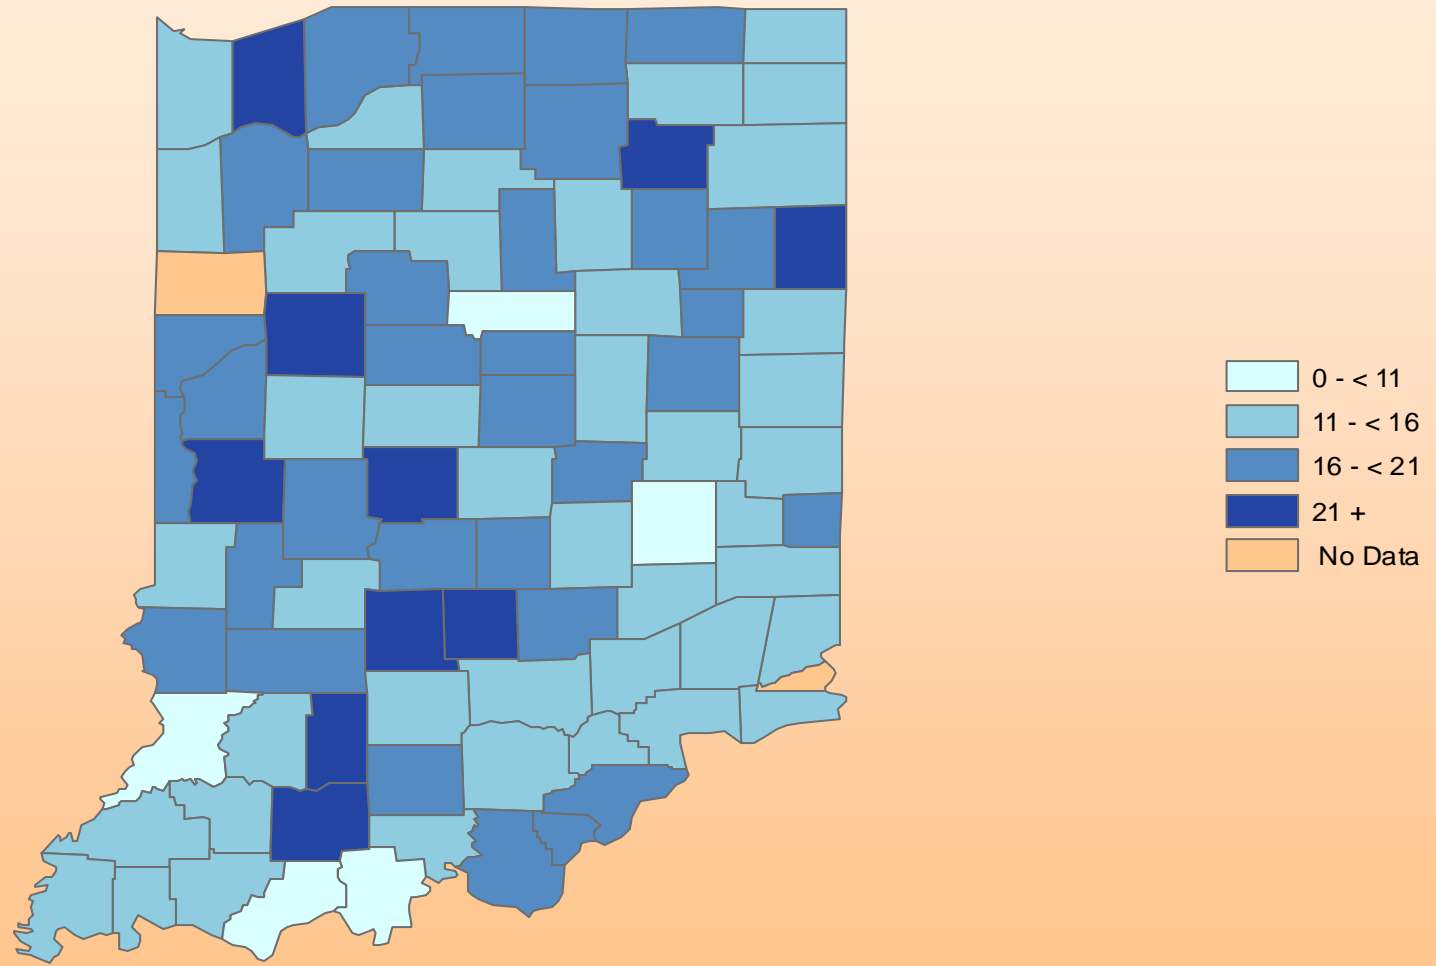 0 - < 11
11 - < 16
16 - < 21
21 +
No Data